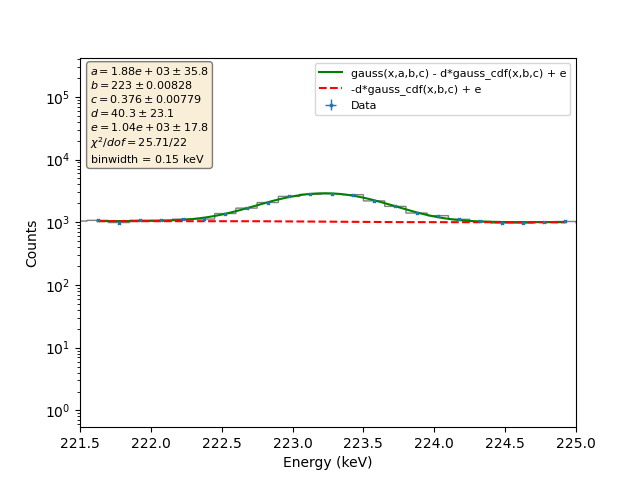 a = 1.88e + 03 ± 35.8
b = 223 ± 0.00828
c = 0.376 ± 0.00779
d = 40.3 ± 23.1
e = 1.04e + 03 ± 17.8
χ²/dof = 25.71/22
binwidth = 0.15 keV
gauss(x,a,b,c) - d*gauss_cdf(x,b,c) + e
-d*gauss_cdf(x,b,c) + e
Data
10⁵
10⁴
10³
10²
10¹
10⁰
Counts
221.5 222.0 222.5 223.0 223.5 224.0 224.5 225.0
Energy (keV)